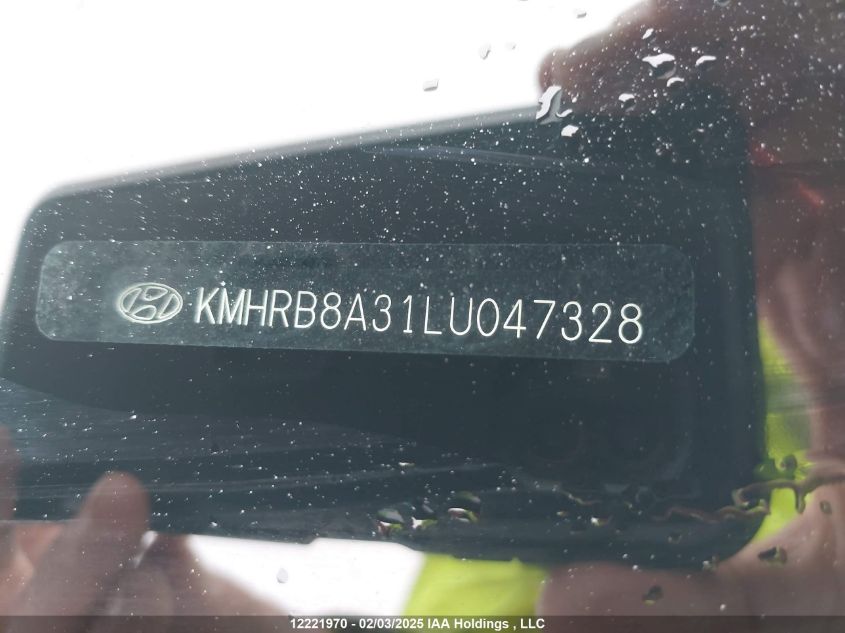 KMHRB8A31LU047328
12221970 - 02/03/2025 IAA Holdings , LLC